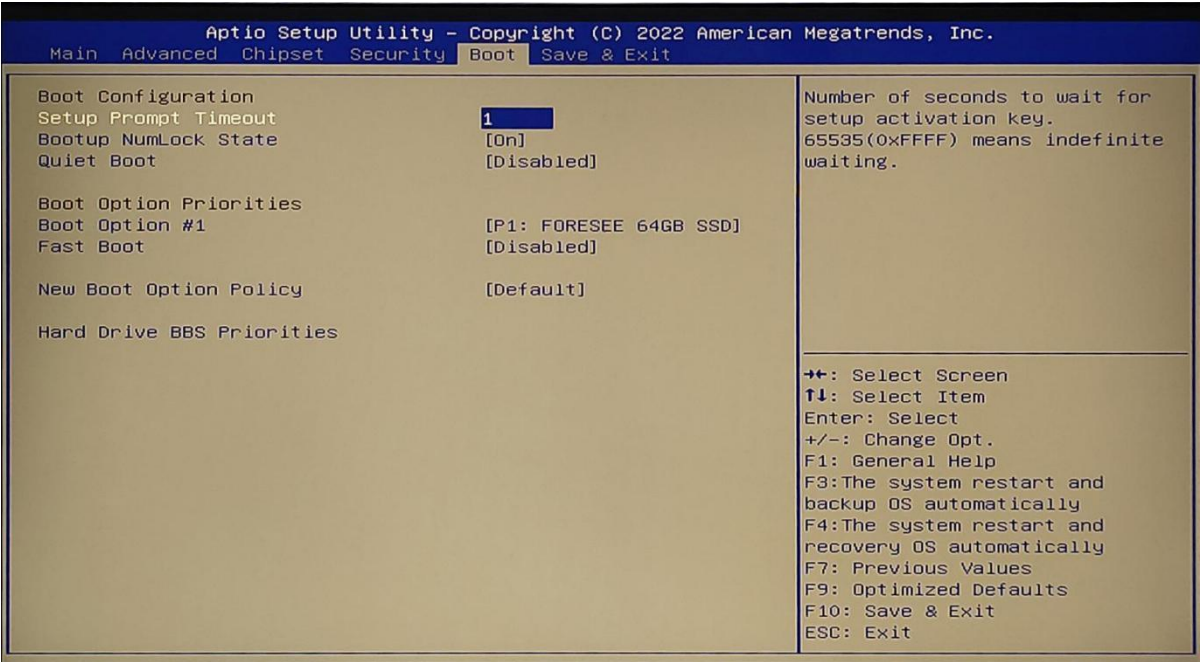 Aptio Setup Utility – Copyright (C) 2022 American Megatrends, Inc.
Main Advanced Chipset Security Boot Save & Exit
Boot Configuration
Setup Prompt Timeout 1
Bootup NumLock State [On]
Quiet Boot [Disabled]
Boot Option Priorities
Boot Option #1 [P1: FORESEE 64GB SSD]
Fast Boot [Disabled]
New Boot Option Policy [Default]
Hard Drive BBS Priorities
Number of seconds to wait for
setup activation key.
65535(0xFFFF) means indefinite
waiting.
→←: Select Screen
↑↓: Select Item
Enter: Select
+/-: Change Opt.
F1: General Help
F3:The system restart and
backup OS automatically
F4:The system restart and
recovery OS automatically
F7: Previous Values
F9: Optimized Defaults
F10: Save & Exit
ESC: Exit